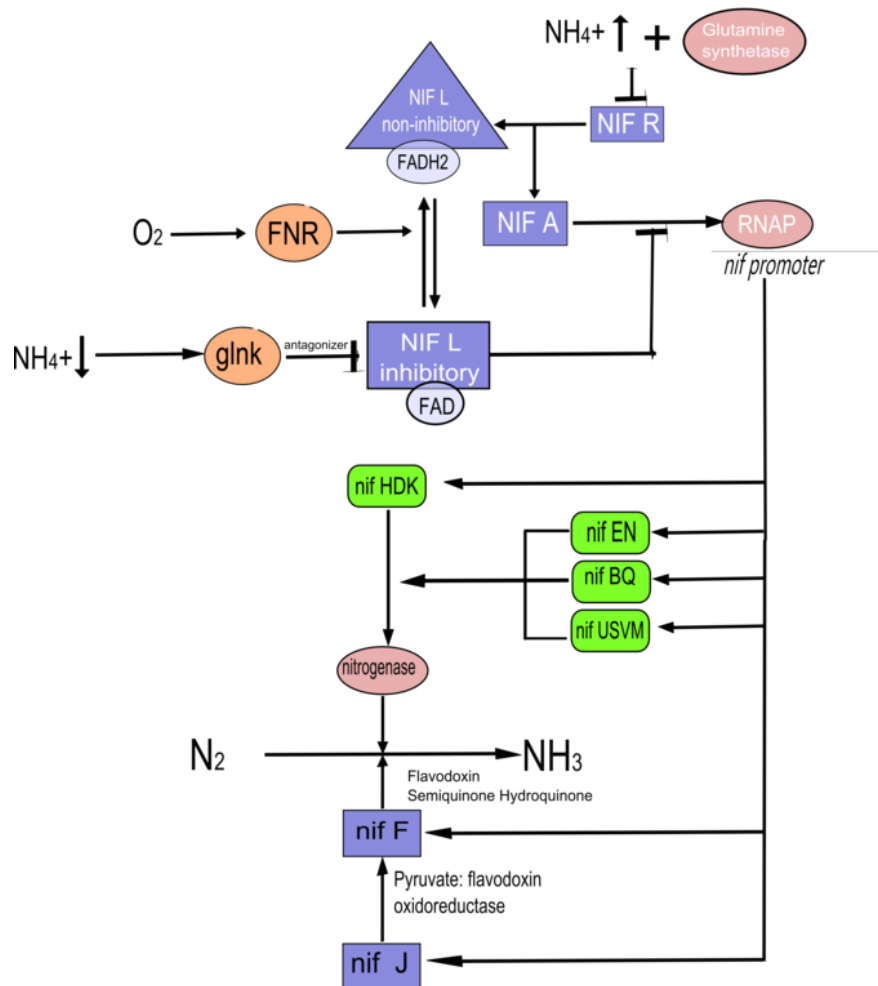 NH4+ + Glutamine
synthetase
NIF L
non-inhibitory
FADH2
NIF R
NIF A
RNAP
nif promoter
O2
FNR
NH4+
glnk
antagonizer
NIF L
inhibitory
FAD
nif HDK
nif EN
nif BQ
nif USVM
nitrogenase
N2
NH3
Flavodoxin
Semiquinone Hydroquinone
nif F
Pyruvate: flavodoxin
oxidoreductase
nif J